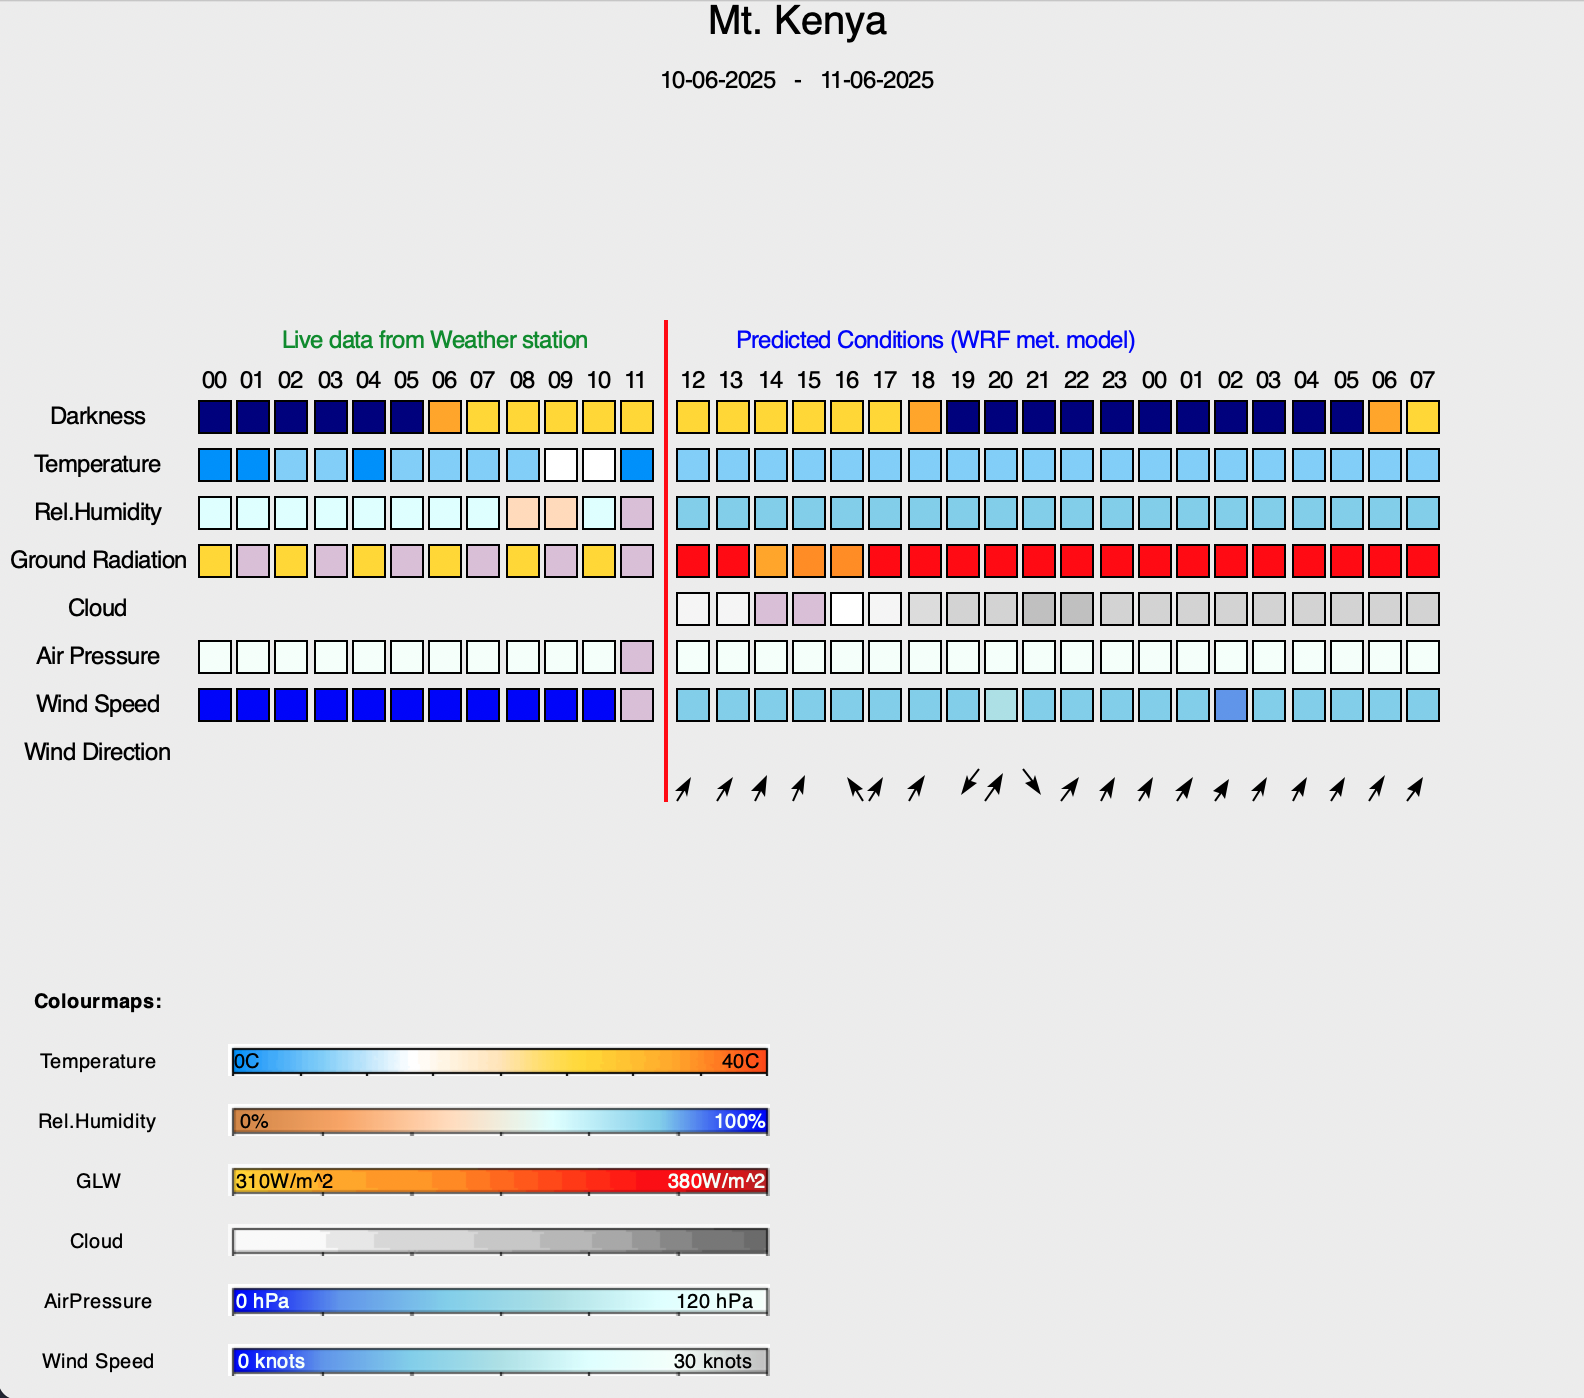 Mt. Kenya
10-06-2025 - 11-06-2025
Live data from Weather station
Predicted Conditions (WRF met. model)
00 01 02 03 04 05 06 07 08 09 10 11 12 13 14 15 16 17 18 19 20 21 22 23 00 01 02 03 04 05 06 07
Darkness
Temperature
Rel.Humidity
Ground Radiation
Cloud
Air Pressure
Wind Speed
Wind Direction
Colourmaps:
Temperature 0C 40C
Rel.Humidity 0% 100%
GLW 310W/m^2 380W/m^2
Cloud
AirPressure 0 hPa 120 hPa
Wind Speed 0 knots 30 knots